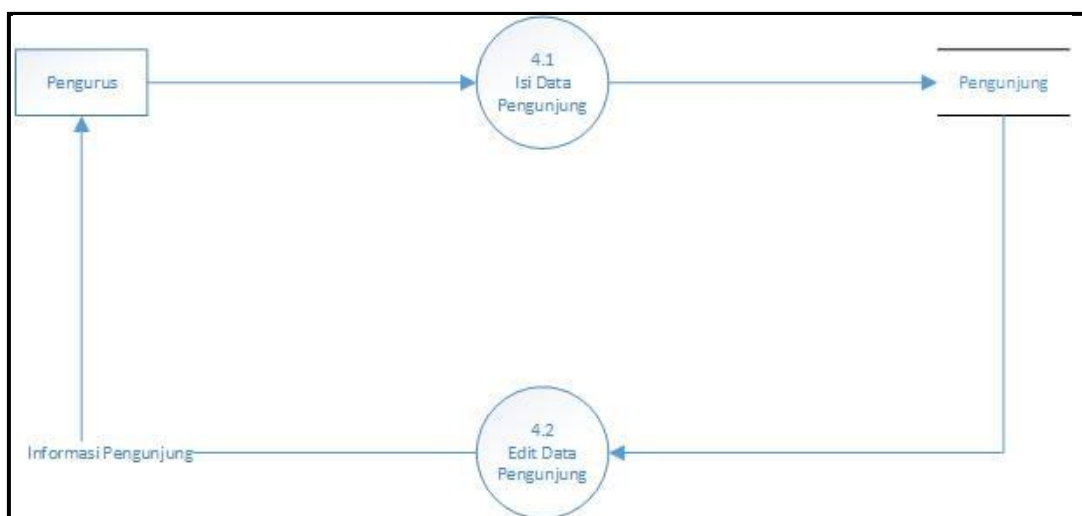 Pengurus
4.1
Isi Data
Pengunjung
Pengunjung
Informasi Pengunjung
4.2
Edit Data
Pengunjung